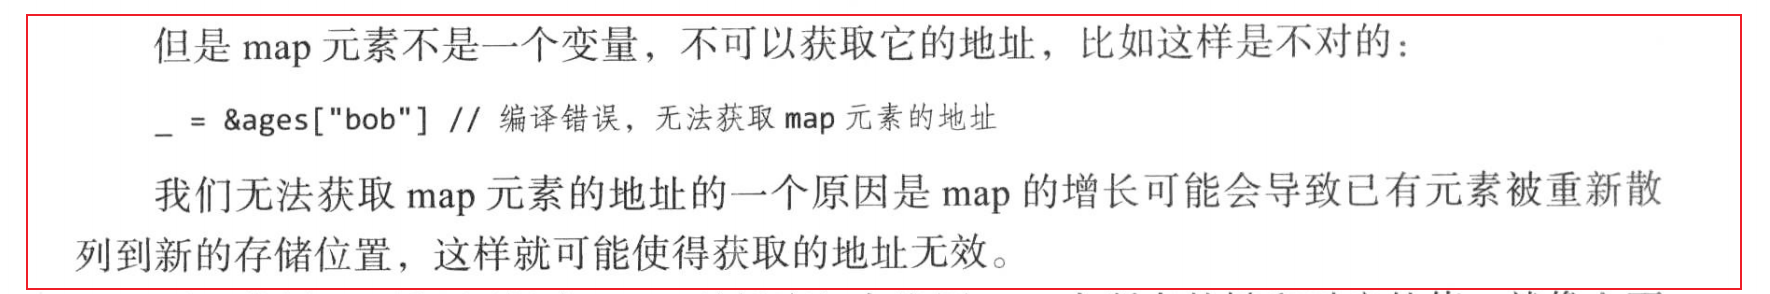 但是 map 元素不是一个变量，不可以获取它的地址，比如这样是不对的：
_ = &ages["bob"] // 编译错误，无法获取 map 元素的地址
我们无法获取 map 元素的地址的一个原因是 map 的增长可能会导致已有元素被重新散
列到新的存储位置，这样就可能使得获取的地址无效。